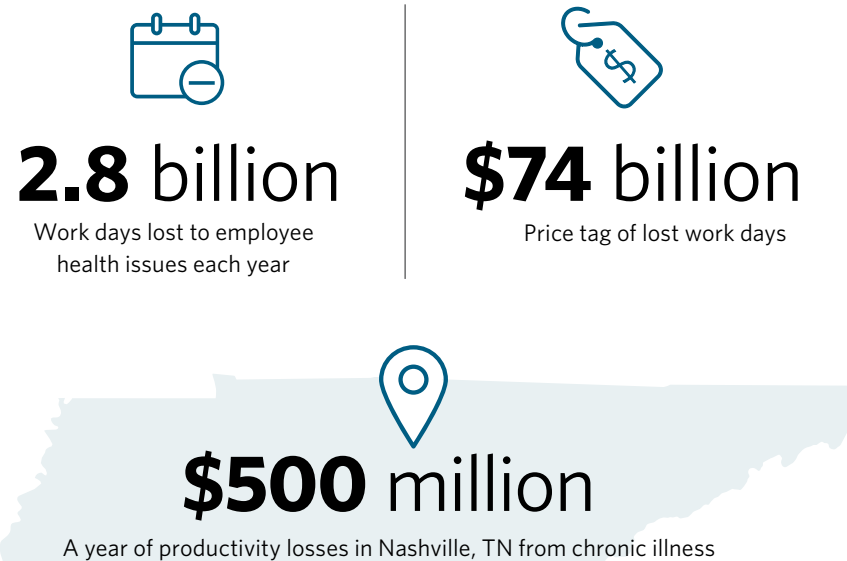 2.8 billion
Work days lost to employee
health issues each year
$74 billion
Price tag of lost work days
$500 million
A year of productivity losses in Nashville, TN from chronic illness